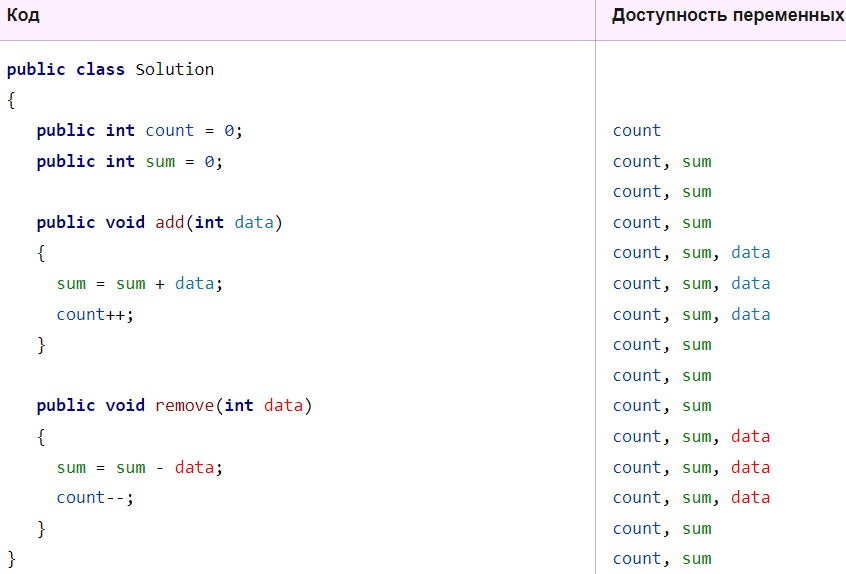 Код Доступность переменных
public class Solution
{
public int count = 0; count
public int sum = 0; count, sum
count, sum
public void add(int data) count, sum
{ count, sum, data
sum = sum + data; count, sum, data
count++; count, sum, data
} count, sum
count, sum
public void remove(int data) count, sum
{ count, sum, data
sum = sum - data; count, sum, data
count--; count, sum, data
} count, sum
} count, sum